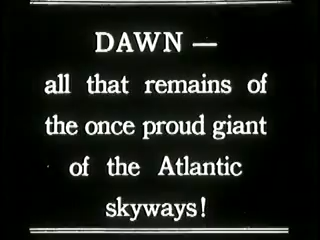 DAWN —
all that remains of
the once proud giant
of the Atlantic
skyways!